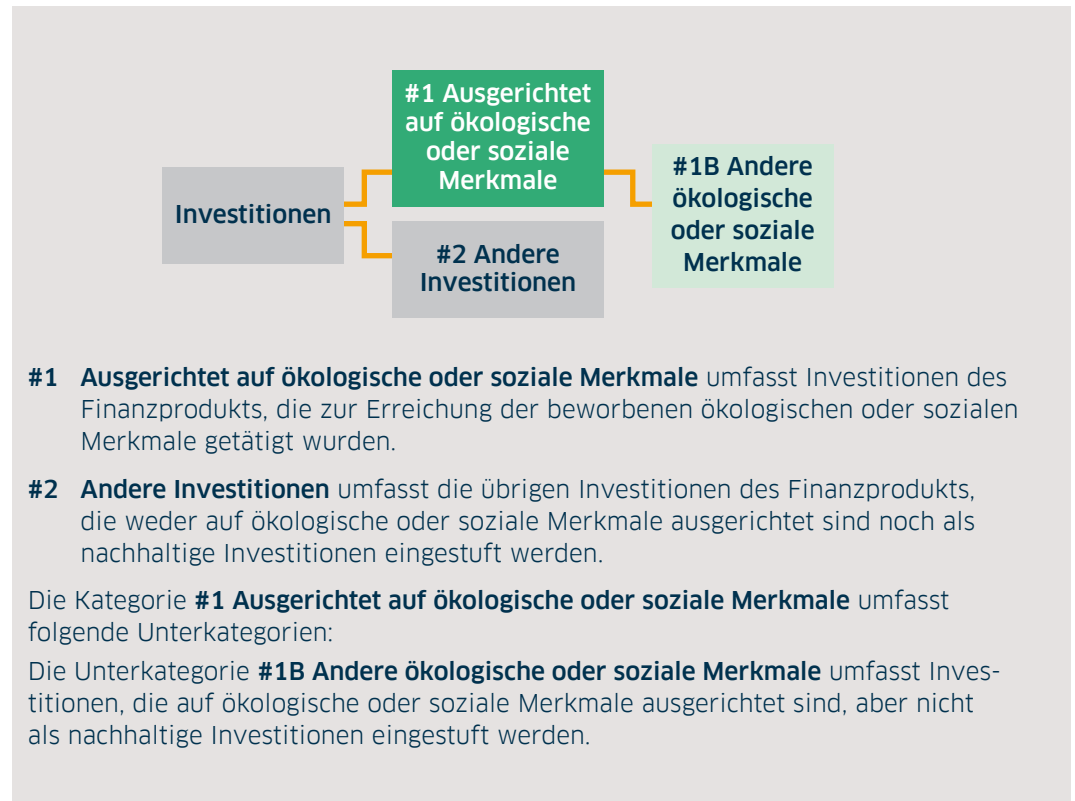 #1 Ausgerichtet
auf ökologische
oder soziale
Merkmale
#1B Andere
ökologische
oder soziale
Merkmale
Investitionen
#2 Andere
Investitionen
#1 Ausgerichtet auf ökologische oder soziale Merkmale umfasst Investitionen des
Finanzprodukts, die zur Erreichung der beworbenen ökologischen oder sozialen
Merkmale getätigt wurden.
#2 Andere Investitionen umfasst die übrigen Investitionen des Finanzprodukts,
die weder auf ökologische oder soziale Merkmale ausgerichtet sind noch als
nachhaltige Investitionen eingestuft werden.
Die Kategorie #1 Ausgerichtet auf ökologische oder soziale Merkmale umfasst
folgende Unterkategorien:
Die Unterkategorie #1B Andere ökologische oder soziale Merkmale umfasst Inves-
titionen, die auf ökologische oder soziale Merkmale ausgerichtet sind, aber nicht
als nachhaltige Investitionen eingestuft werden.